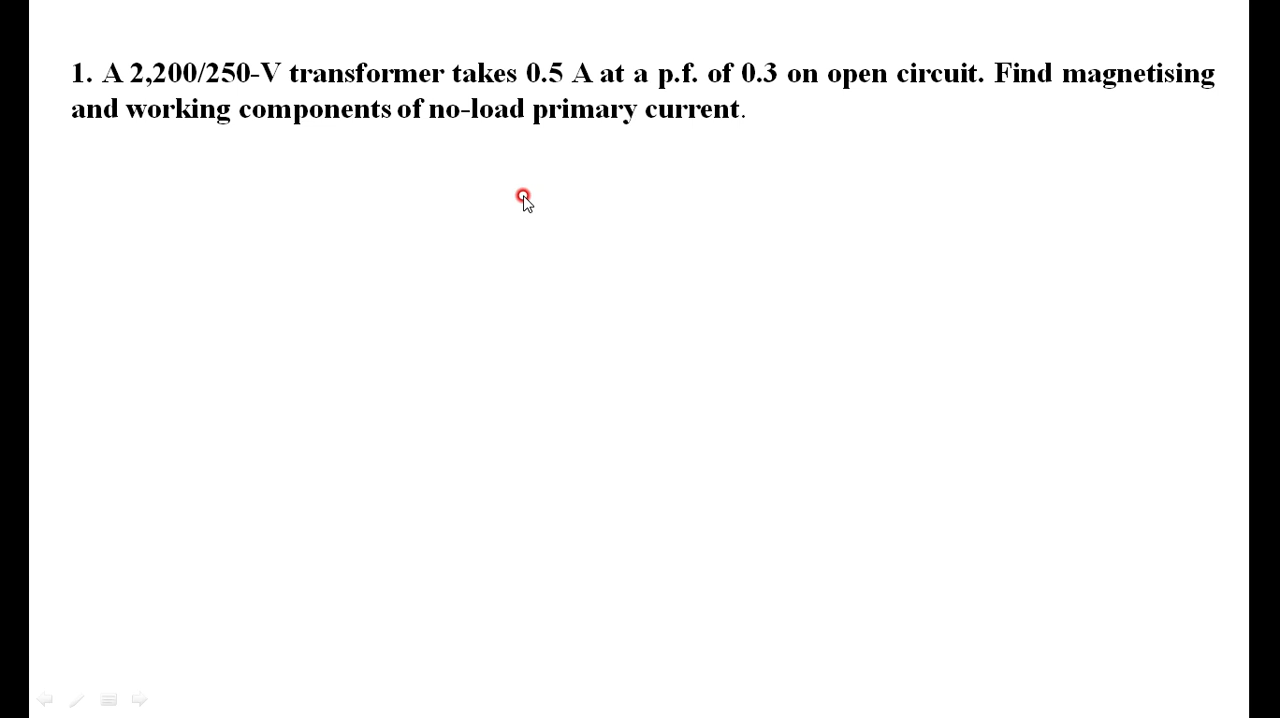 1. A 2,200/250-V transformer takes 0.5 A at a p.f. of 0.3 on open circuit. Find magnetising
and working components of no-load primary current.